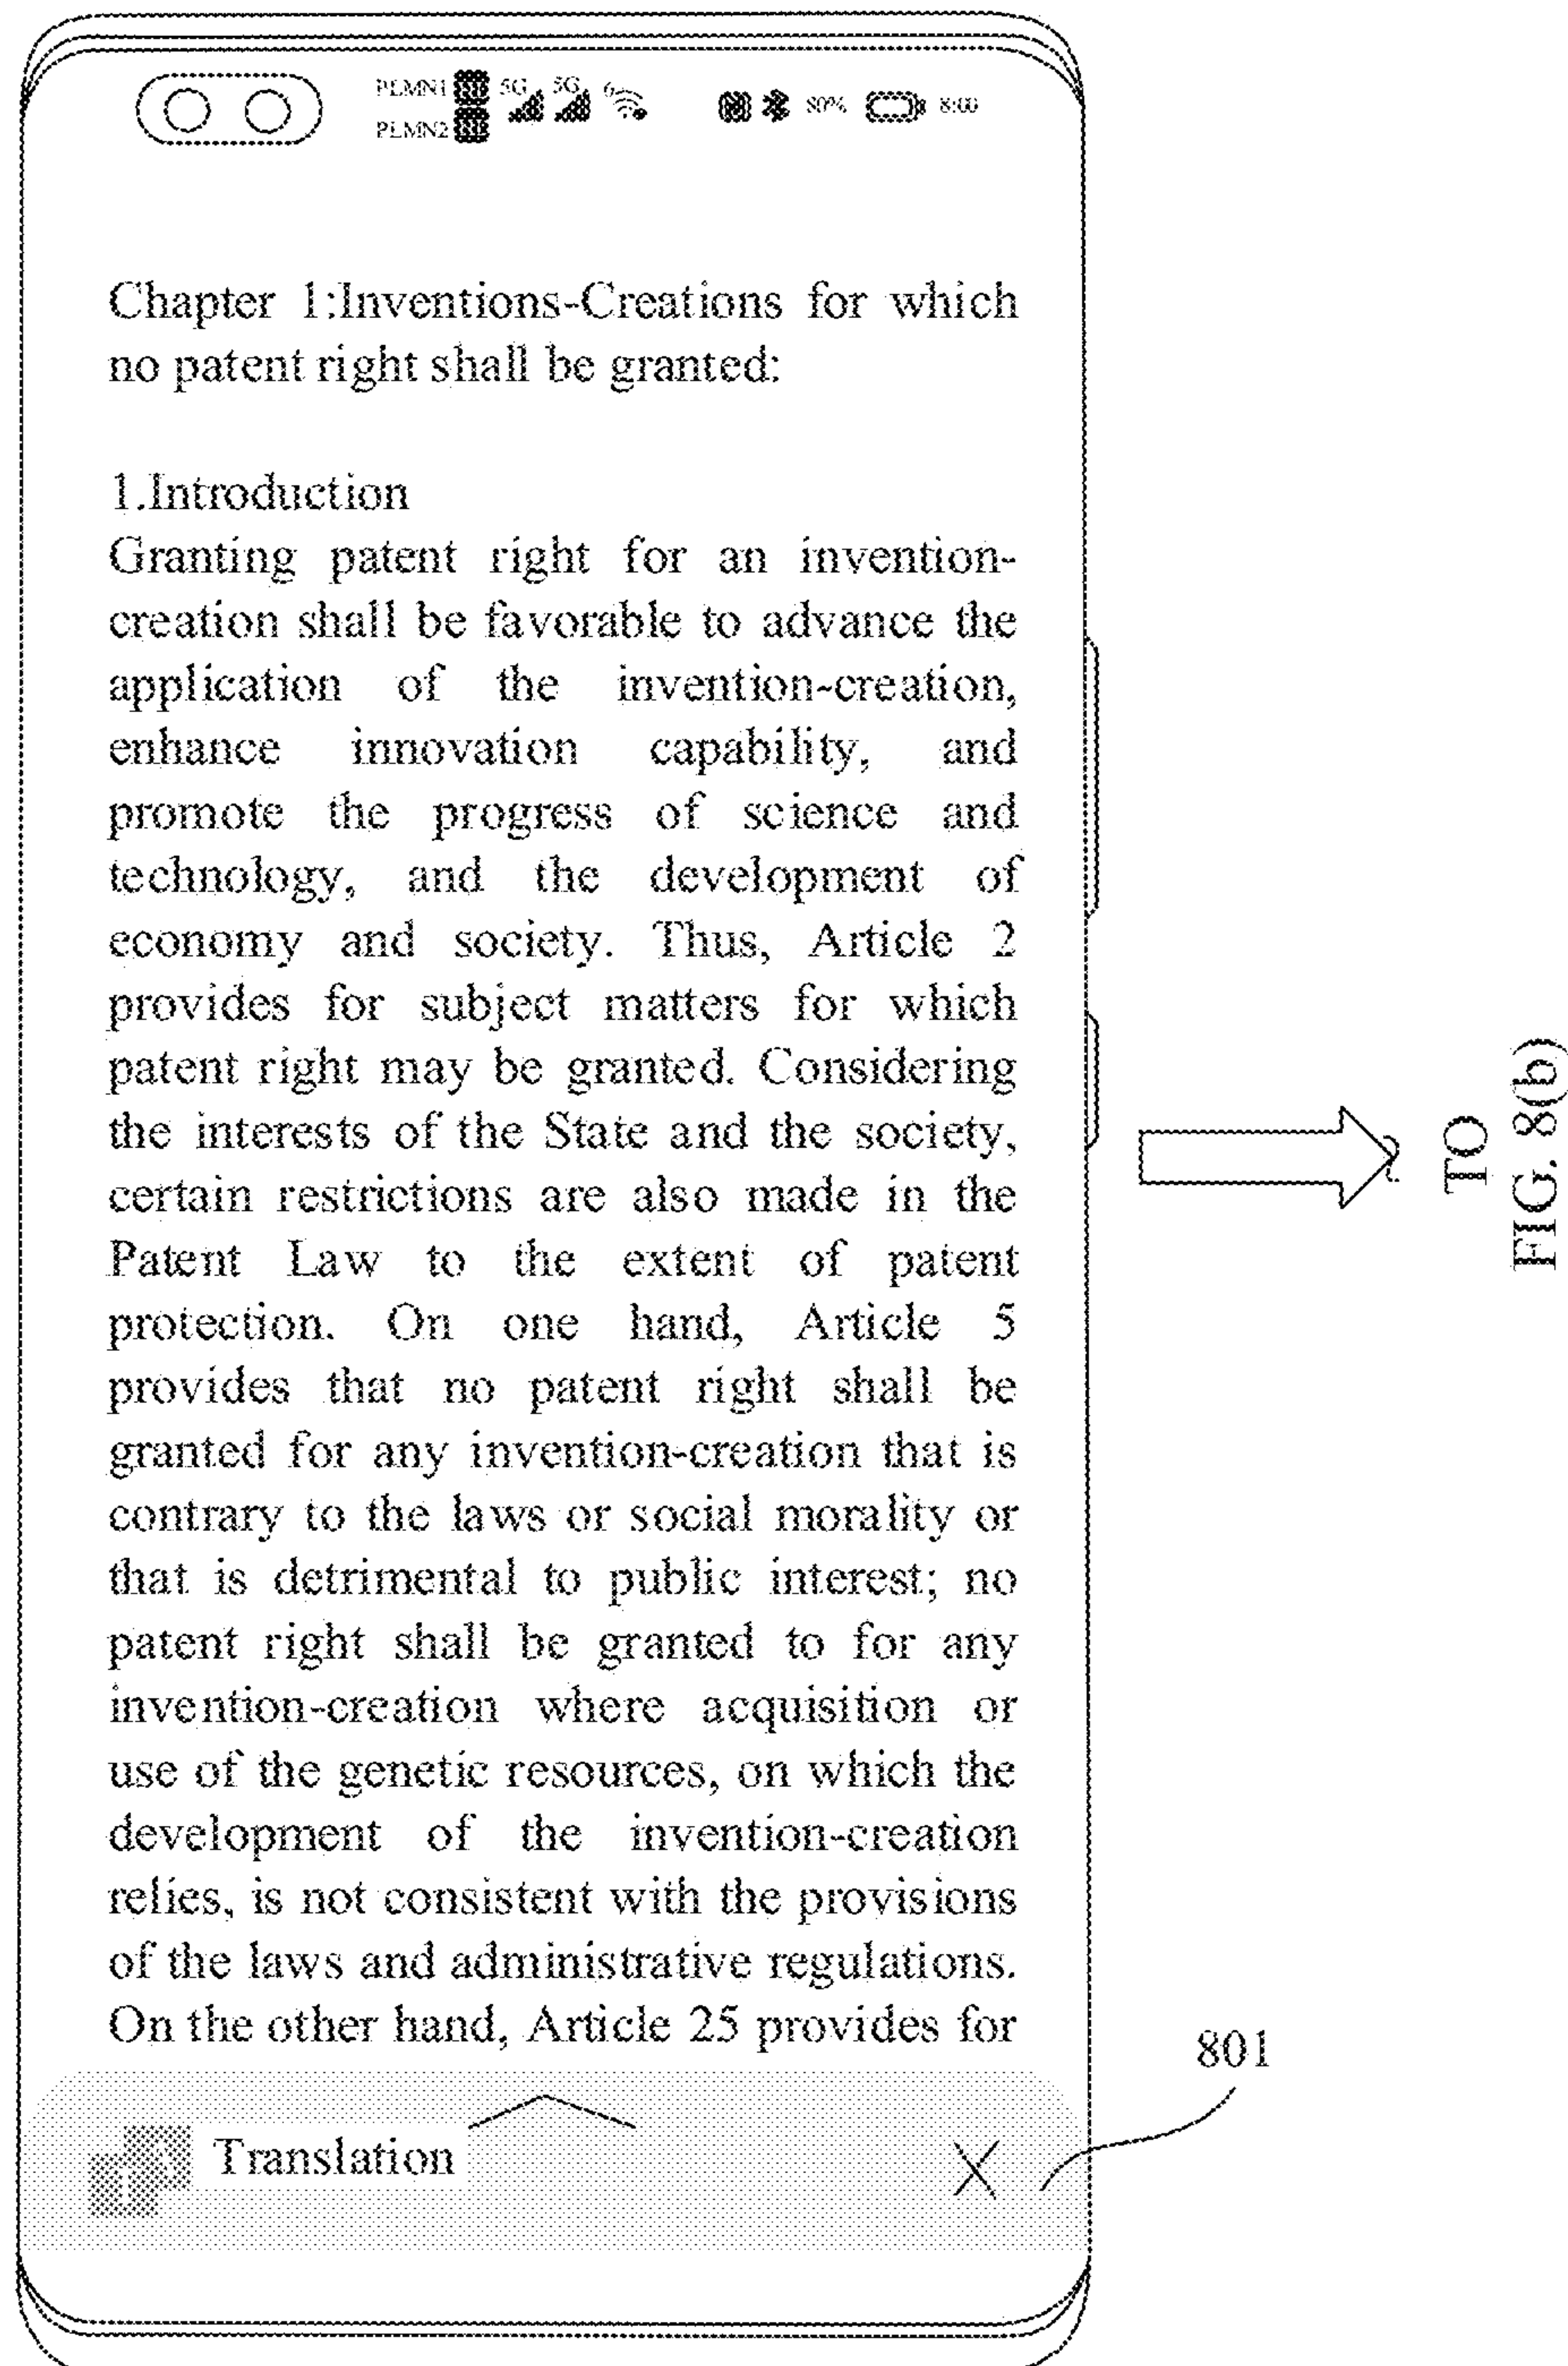 PLMN1 5G 5G 6 80% 8:00
PLMN2
Chapter 1:Inventions-Creations for which
no patent right shall be granted:
1.Introduction
Granting patent right for an invention-
creation shall be favorable to advance the
application of the invention-creation,
enhance innovation capability, and
promote the progress of science and
technology, and the development of
economy and society. Thus, Article 2
provides for subject matters for which
patent right may be granted. Considering
the interests of the State and the society,
certain restrictions are also made in the
Patent Law to the extent of patent
protection. On one hand, Article 5
provides that no patent right shall be
granted for any invention-creation that is
contrary to the laws or social morality or
that is detrimental to public interest; no
patent right shall be granted to for any
invention-creation where acquisition or
use of the genetic resources, on which the
development of the invention-creation
relies, is not consistent with the provisions
of the laws and administrative regulations.
On the other hand, Article 25 provides for
Translation
801
TO
FIG. 8(b)